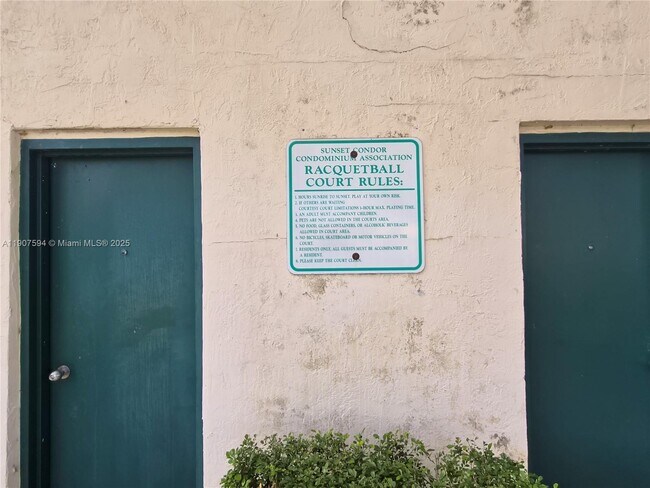 SUNSET CONDOR
CONDOMINIUM ASSOCIATION
RACQUETBALL
COURT RULES:
1. HOURS SUNRISE TO SUNSET, PLAY AT YOUR OWN RISK.
2. IF OTHERS ARE WAITING
COURTESY COURT LIMITATIONS 1-HOUR MAX. PLAYING TIME.
3. AN ADULT MUST ACCOMPANY CHILDREN.
4. PETS ARE NOT ALLOWED IN THE COURTS AREA.
5. NO FOOD, GLASS CONTAINERS, OR ALCOHOLIC BEVERAGES
ALLOWED IN COURT AREA.
6. NO BICYCLES, SKATEBOARD OR MOTOR VEHICLES ON THE
COURT.
7. RESIDENTS ONLY. ALL GUESTS MUST BE ACCOMPANIED BY
A RESIDENT.
8. PLEASE KEEP THE COURT CLEAN.
A11907594 MLS® 2025